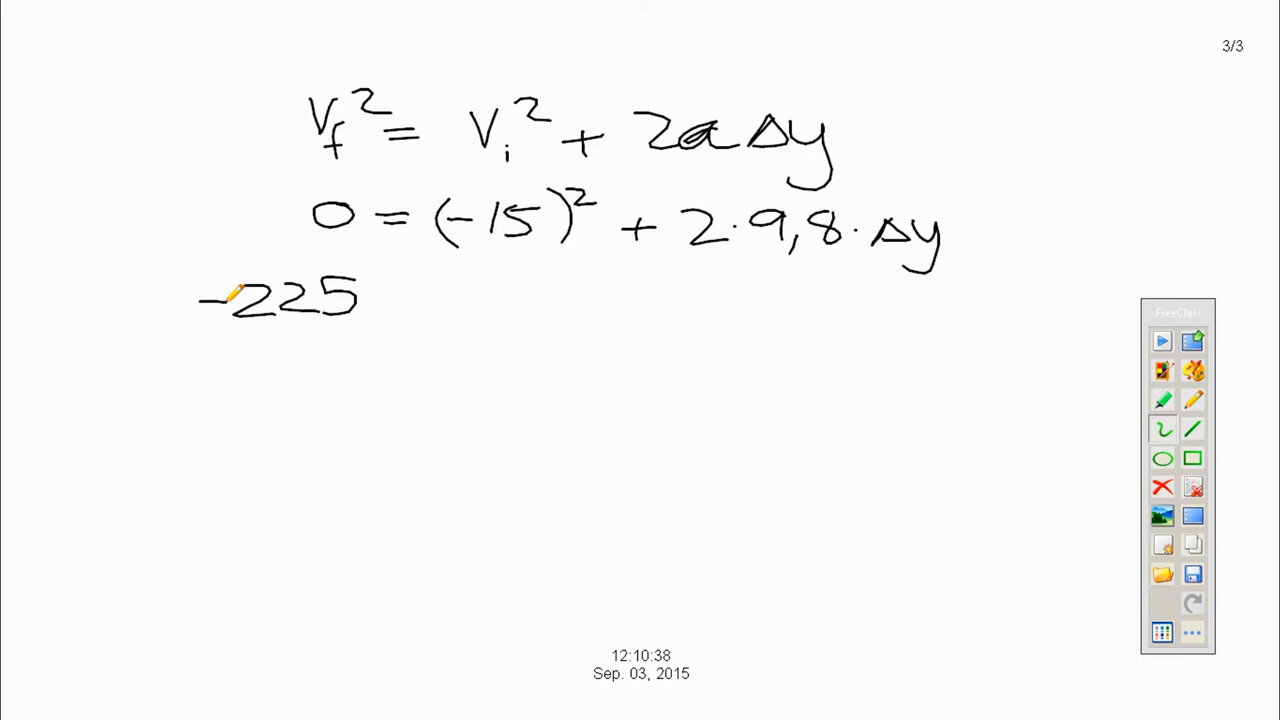 3/3
Vf² = Vi² + 2aΔy
0 = (-15)² + 2·9,8·Δy
-225
FreeClass
12:10:38
Sep. 03, 2015